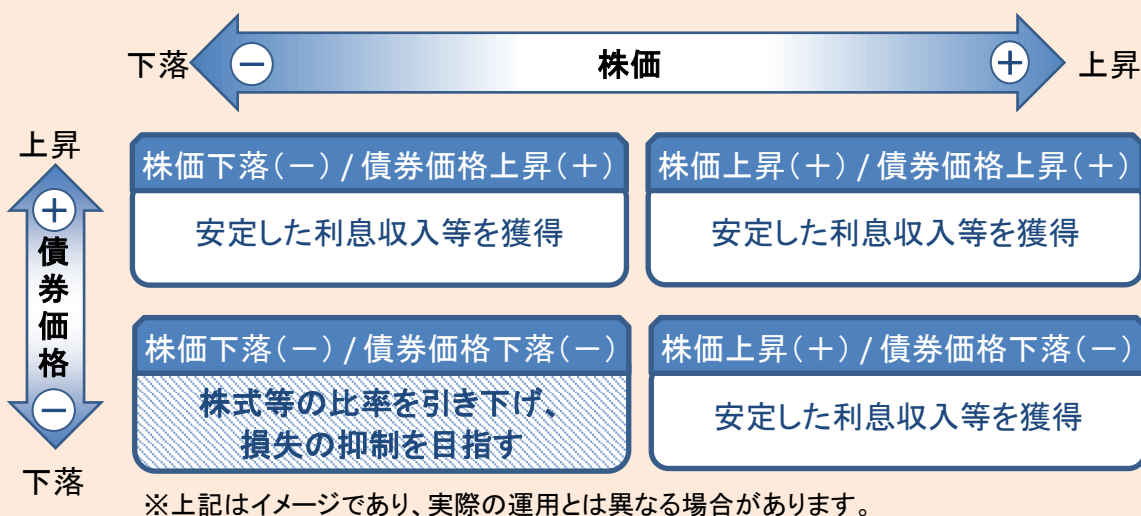 下落 － 株価 ＋ 上昇
上昇
＋
債券価格
－
下落
株価下落(－)/債券価格上昇(＋)
安定した利息収入等を獲得
株価上昇(＋)/債券価格上昇(＋)
安定した利息収入等を獲得
株価下落(－)/債券価格下落(－)
株式等の比率を引き下げ、
損失の抑制を目指す
株価上昇(＋)/債券価格下落(－)
安定した利息収入等を獲得
※上記はイメージであり、実際の運用とは異なる場合があります。